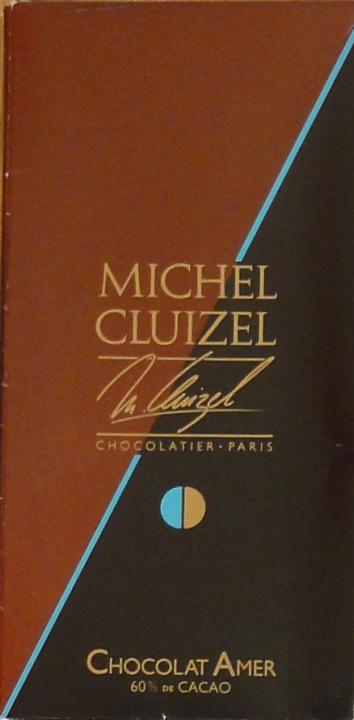 MICHEL
CLUIZEL
M. Cluizel
CHOCOLATIER · PARIS
CHOCOLAT AMER
60% DE CACAO